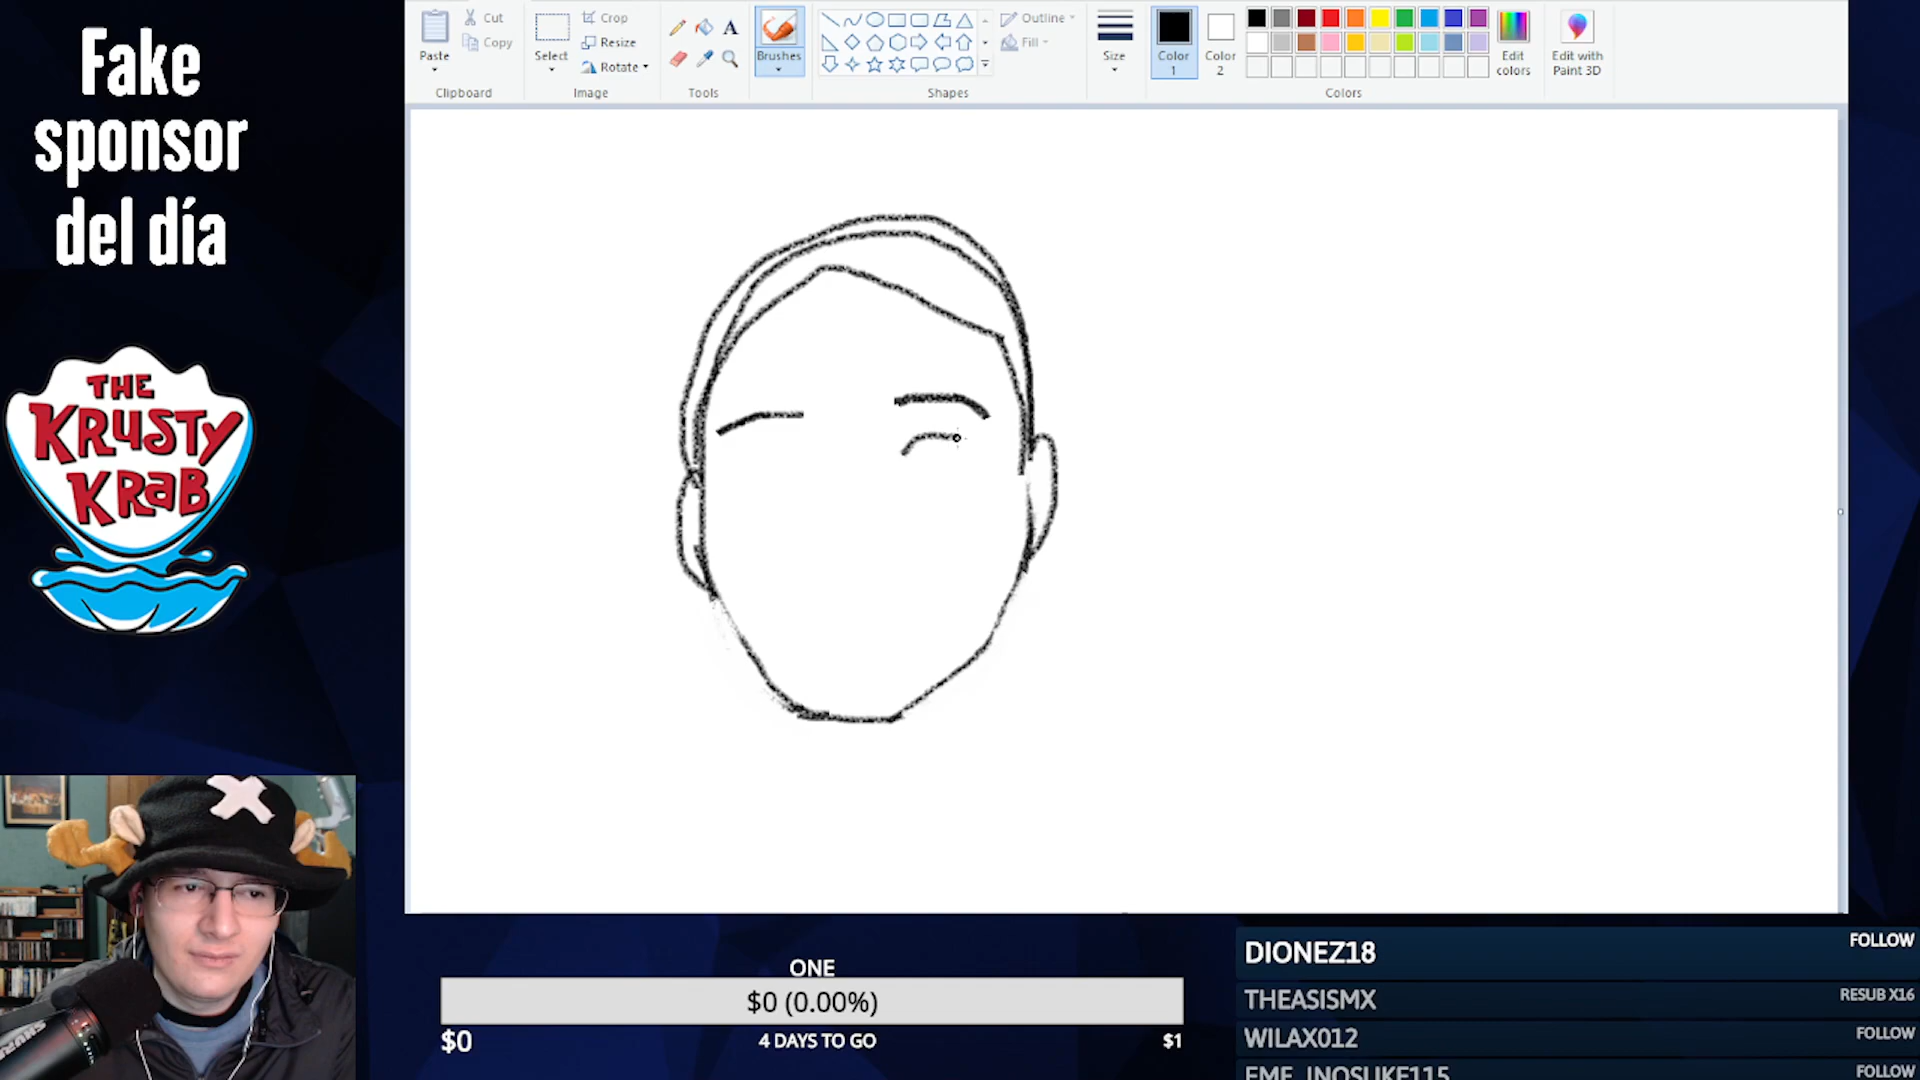 Fake
sponsor
del día
THE
KRUSTY
KRAB
Paste
Cut
Copy
Clipboard
Select
Crop
Resize
Rotate
Image
A
Tools
Brushes
Outline
Fill
Shapes
Size
Color
1
Color
2
Edit
colors
Edit with
Paint 3D
Colors
ONE
$0 (0.00%)
$0
4 DAYS TO GO
$1
DIONEZ18
FOLLOW
THEASISMX
RESUB X16
WILAX012
FOLLOW
EME_INOSUKE115
FOLLOW